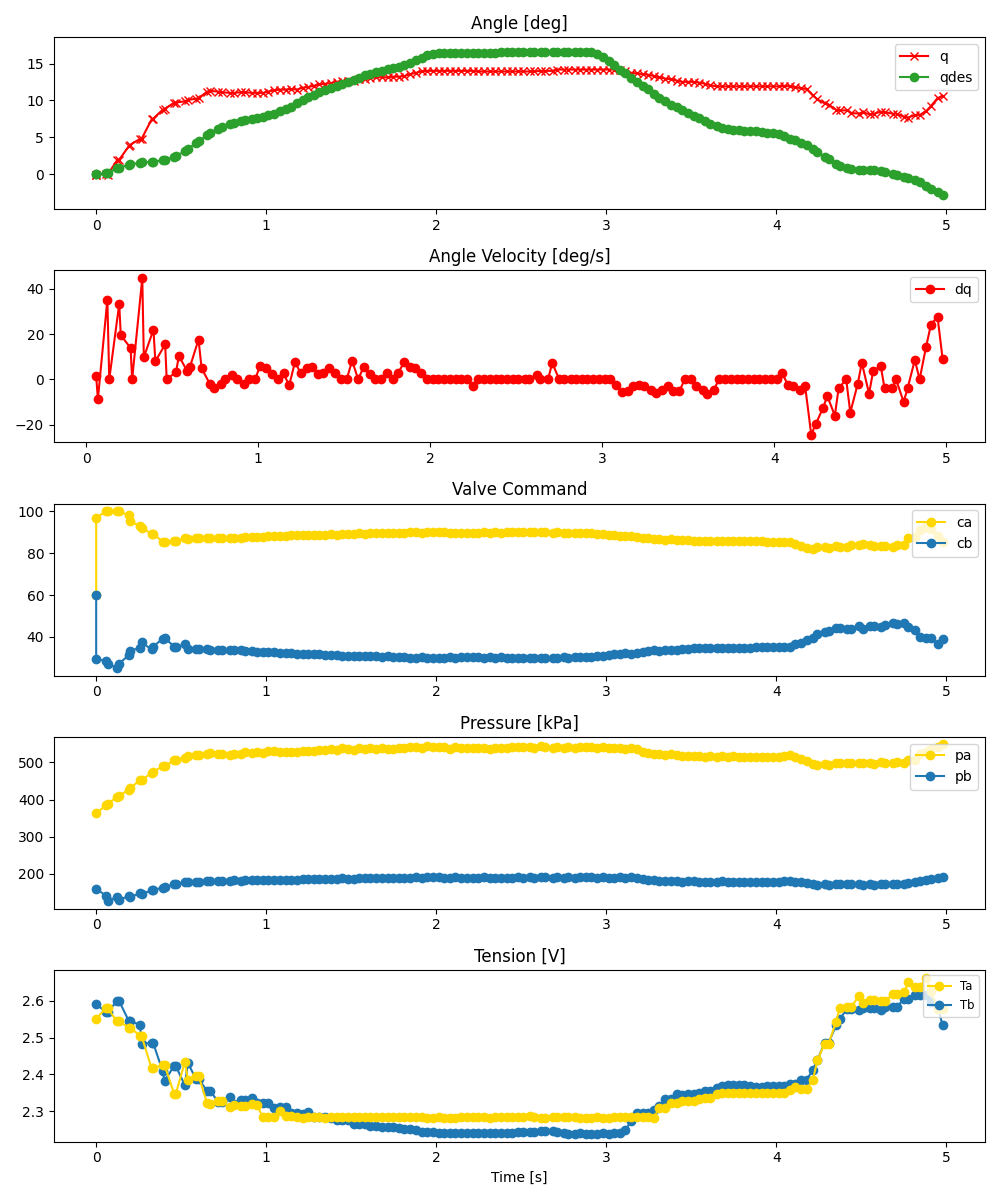 Angle [deg]
15
10
5
0
q
qdes
0 1 2 3 4 5
Angle Velocity [deg/s]
40
20
0
−20
dq
0 1 2 3 4 5
Valve Command
100
80
60
40
ca
cb
0 1 2 3 4 5
Pressure [kPa]
500
400
300
200
pa
pb
0 1 2 3 4 5
Tension [V]
2.6
2.5
2.4
2.3
Ta
Tb
0 1 2 3 4 5
Time [s]